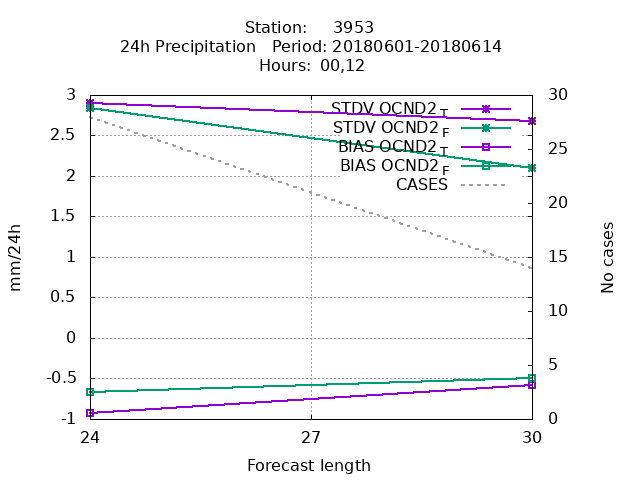 Station: 3953
24h Precipitation Period: 20180601-20180614
Hours: 00,12
STDV OCND2 T
STDV OCND2 F
BIAS OCND2 T
BIAS OCND2 F
CASES
3
2.5
2
1.5
1
0.5
0
-0.5
-1
30
25
20
15
10
5
0
mm/24h
No cases
24 27 30
Forecast length